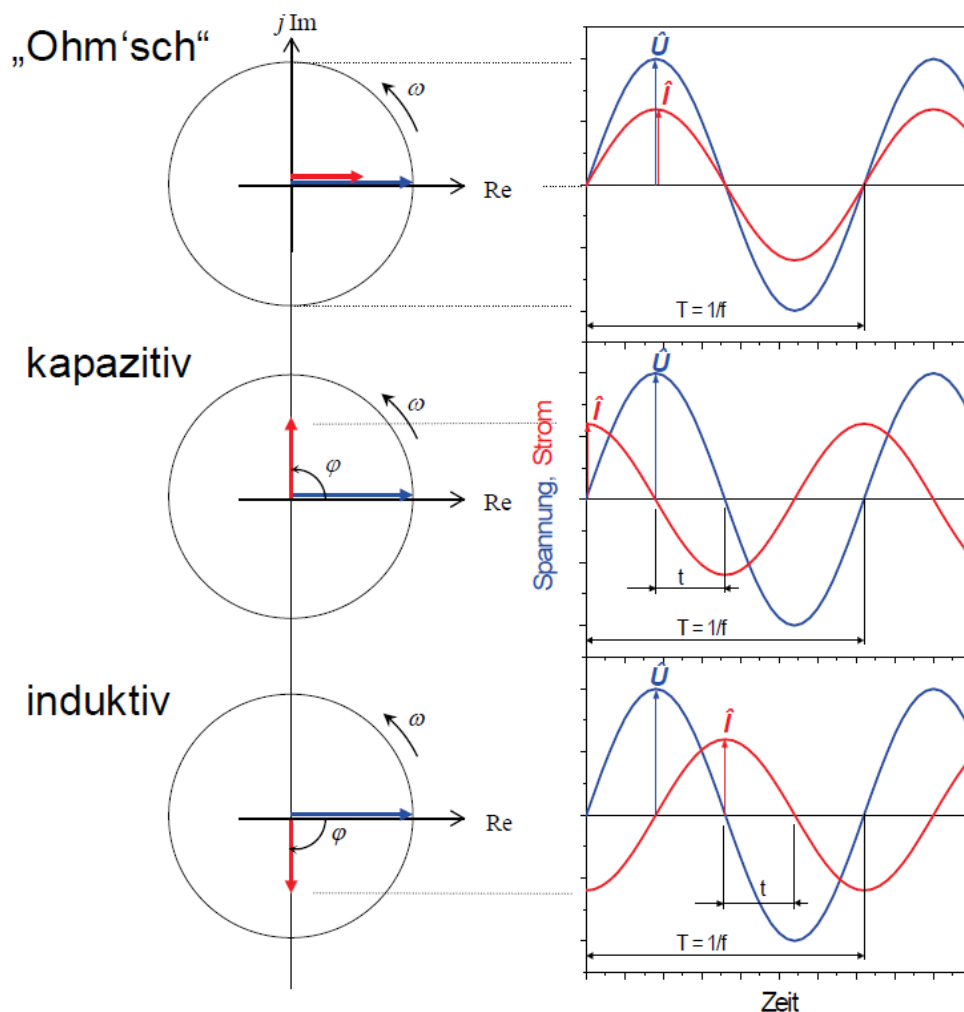 „Ohm‘sch“
j Im
ω
Re
Û
Î
T = 1/f
kapazitiv
ω
φ
Re
Û
Î
t
T = 1/f
Spannung, Strom
induktiv
ω
φ
Re
Û
Î
t
T = 1/f
Zeit